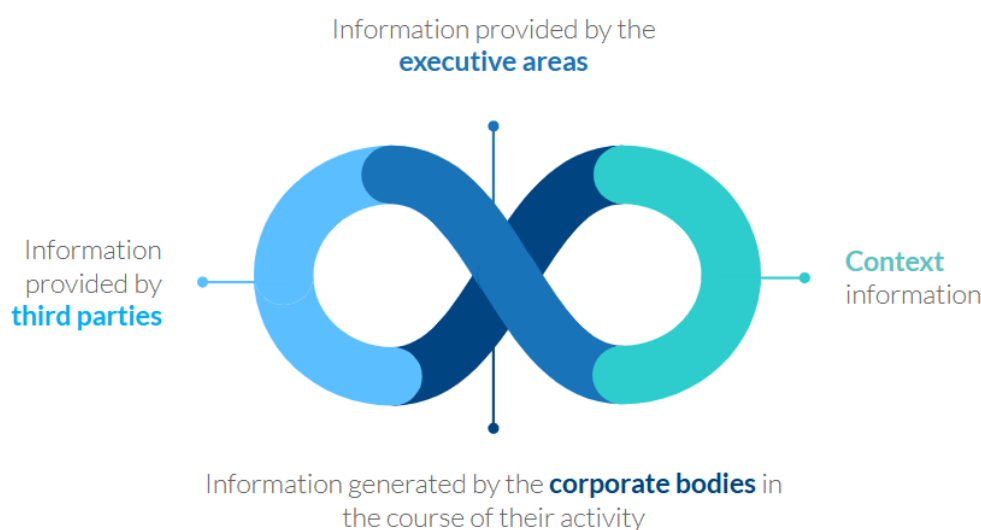 Information provided by the
executive areas
Information
provided by
third parties
Context
information
Information generated by the corporate bodies in
the course of their activity